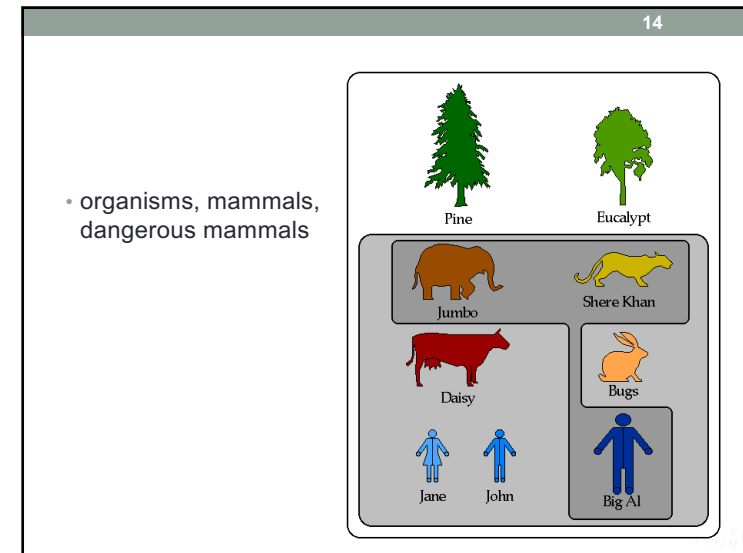 14
• organisms, mammals,
dangerous mammals
Pine Eucalypt
Jumbo Shere Khan
Daisy Bugs
Jane John Big Al